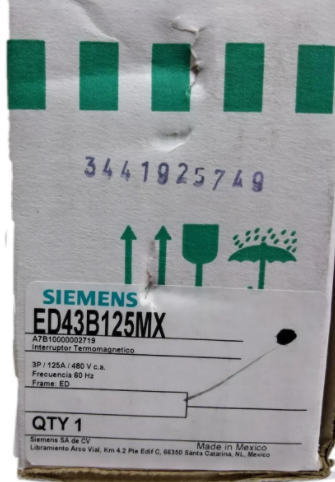 3441925749
SIEMENS
ED43B125MX
A7B10000002719
Interruptor Termomagnetico
3P / 125A / 480 V c.a.
Frecuencia 60 Hz
Frame: ED
QTY 1
Siemens SA de CV
Made in Mexico
Libramiento Arco Vial, Km 4.2 Pte Edif C, 66350 Santa Catarina, NL, Mexico